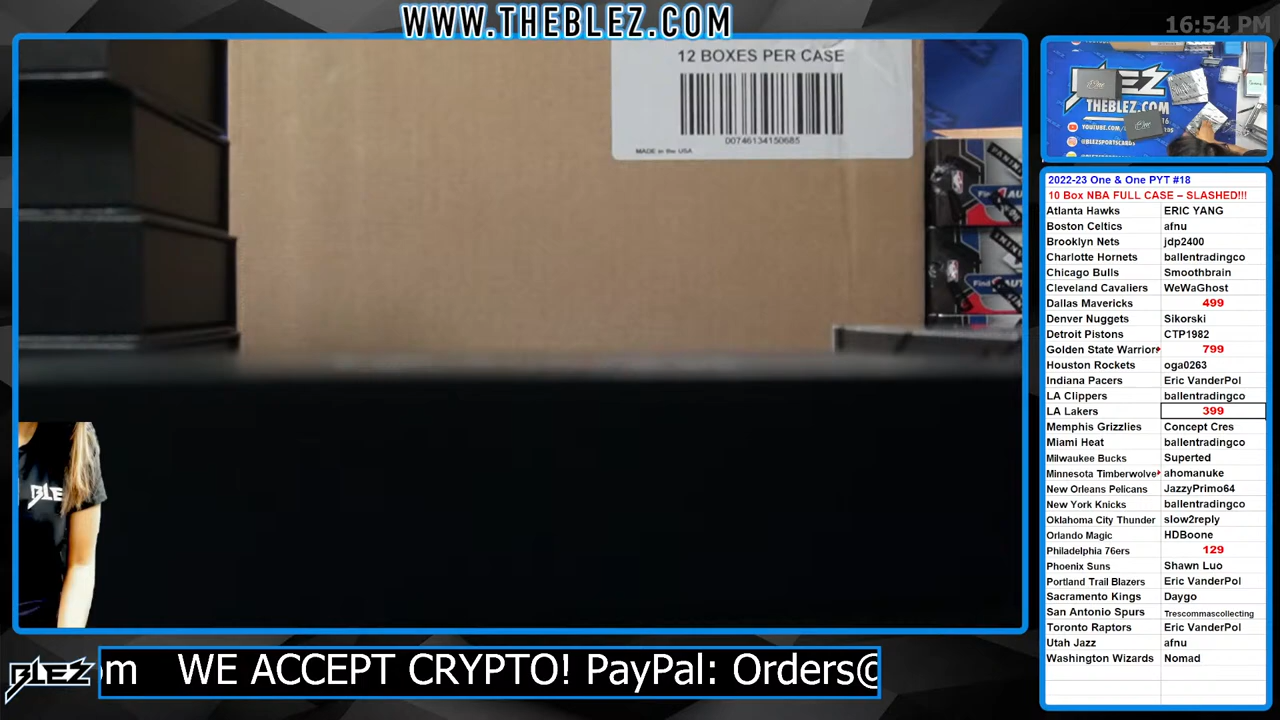 WWW.THEBLEZ.COM
16:54 PM
12 BOXES PER CASE
00746134150685
MADE in the USA
BLEZ
THEBLEZ.COM
2022-23 One & One PYT #18
10 Box NBA FULL CASE – SLASHED!!!
Atlanta Hawks ERIC YANG
Boston Celtics afnu
Brooklyn Nets jdp2400
Charlotte Hornets ballentradingco
Chicago Bulls Smoothbrain
Cleveland Cavaliers WeWaGhost
Dallas Mavericks 499
Denver Nuggets Sikorski
Detroit Pistons CTP1982
Golden State Warriors 799
Houston Rockets oga0263
Indiana Pacers Eric VanderPol
LA Clippers ballentradingco
LA Lakers 399
Memphis Grizzlies Concept Cres
Miami Heat ballentradingco
Milwaukee Bucks Superted
Minnesota Timberwolve ahomanuke
New Orleans Pelicans JazzyPrimo64
New York Knicks ballentradingco
Oklahoma City Thunder slow2reply
Orlando Magic HDBoone
Philadelphia 76ers 129
Phoenix Suns Shawn Luo
Portland Trail Blazers Eric VanderPol
Sacramento Kings Daygo
San Antonio Spurs Trescommascollecting
Toronto Raptors Eric VanderPol
Utah Jazz afnu
Washington Wizards Nomad
BLEZ
BLEZ
om WE ACCEPT CRYPTO! PayPal: Orders@